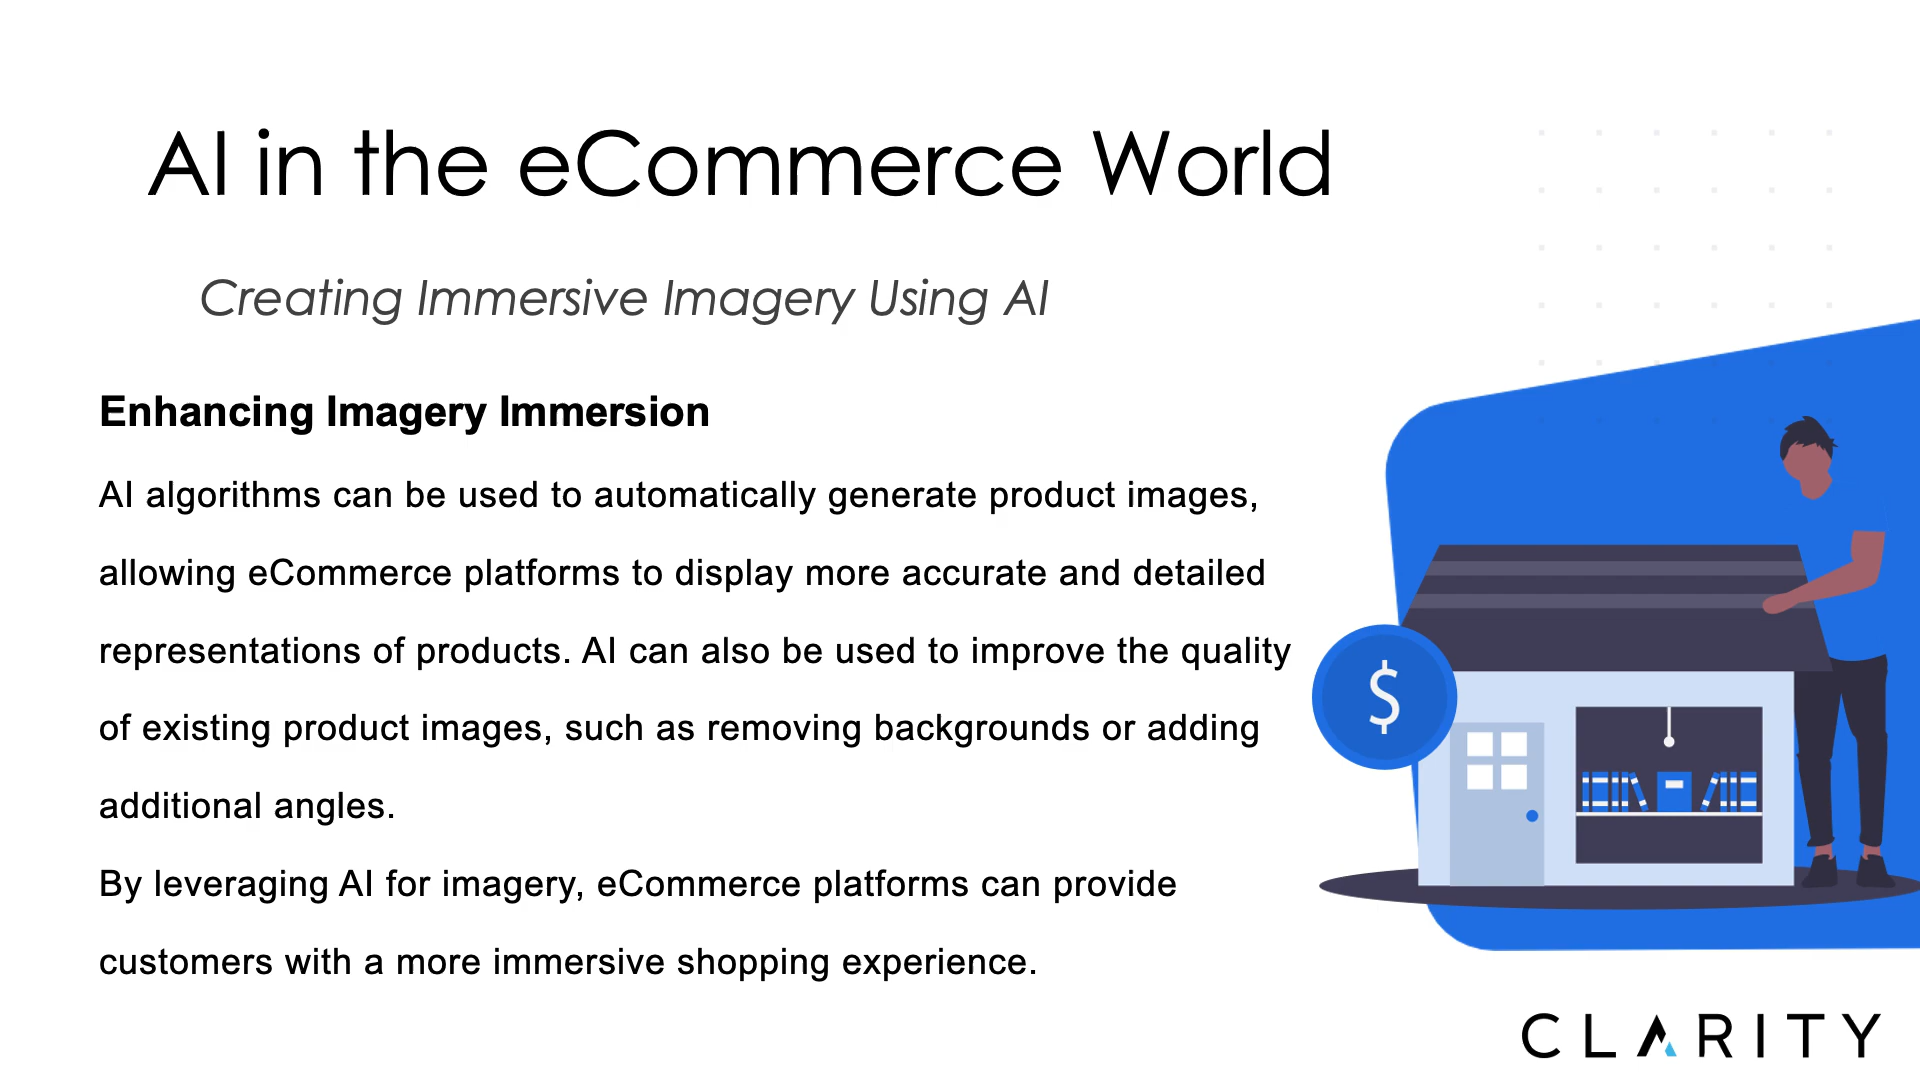 AI in the eCommerce World
Creating Immersive Imagery Using AI
Enhancing Imagery Immersion
AI algorithms can be used to automatically generate product images,
allowing eCommerce platforms to display more accurate and detailed
representations of products. AI can also be used to improve the quality
of existing product images, such as removing backgrounds or adding
additional angles.
By leveraging AI for imagery, eCommerce platforms can provide
customers with a more immersive shopping experience.
$
CLARITY